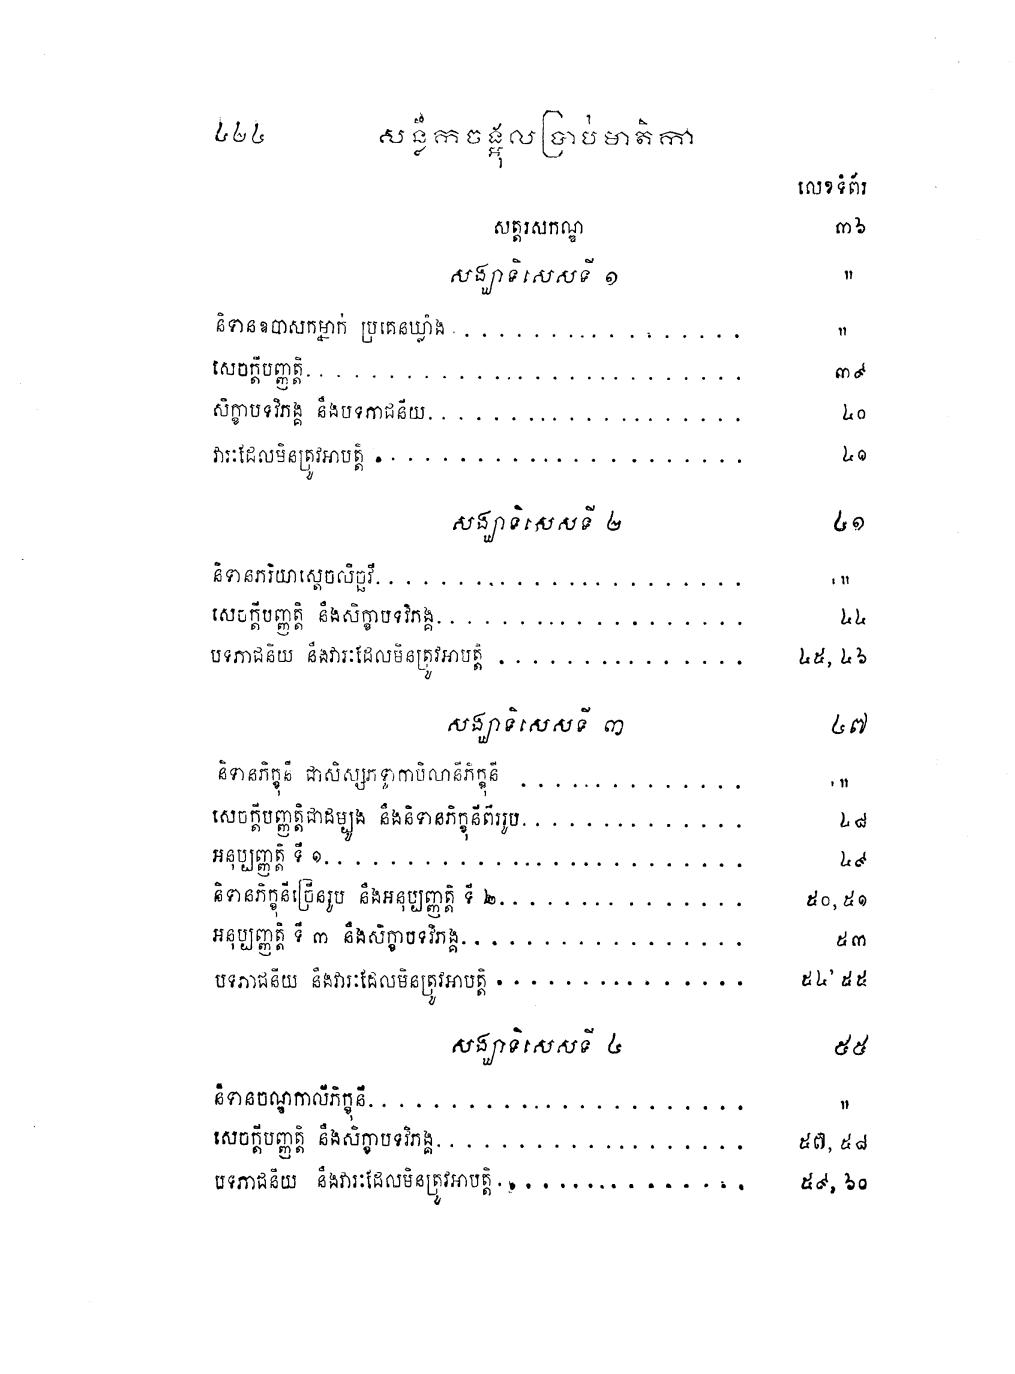 ៤២៤ សន្លឹកចង្អុលប្រាប់មាតិកា
លេខទំព័រ
សត្តរសកណ្ឌ ៣៦
សង្ឃាទិសេសទី ១ "
និទានឧបាសកម្នាក់ ប្រគេនឃ្លាំង . . . . . . . . . . . . . . . . "
សេចក្តីបញ្ញត្តិ. . . . . . . . . . . . . . . . . . . . . . . . . ៣៩
សិក្ខាបទវិភង្គ នឹងបទភាជនីយ. . . . . . . . . . . . . . . . . ៤០
វារៈដែលមិនត្រូវអាបត្តិ . . . . . . . . . . . . . . . . . . . . ៤១
សង្ឃាទិសេសទី ២ ៤១
និទានភរិយាស្តេចលិច្ឆវី. . . . . . . . . . . . . . . . . . . . . "
សេចក្តីបញ្ញត្តិ នឹងសិក្ខាបទវិភង្គ. . . . . . . . . . . . . . . . ៤៤
បទភាជនីយ នឹងវារៈដែលមិនត្រូវអាបត្តិ . . . . . . . . . . . . . ៤៥, ៤៦
សង្ឃាទិសេសទី ៣ ៤៧
និទានភិក្ខុនី ជាសិស្សភទ្ទកាបិលានីភិក្ខុនី . . . . . . . . . . . . "
សេចក្តីបញ្ញត្តិជាដម្បូង នឹងនិទានភិក្ខុនីពីររូប. . . . . . . . . . . . ៤៨
អនុប្បញ្ញត្តិ ទី ១. . . . . . . . . . . . . . . . . . . . . . . . ៤៩
និទានភិក្ខុនីច្រើនរូប នឹងអនុប្បញ្ញត្តិ ទី ២. . . . . . . . . . . . . ៥០, ៥១
អនុប្បញ្ញត្តិ ទី ៣ នឹងសិក្ខាបទវិភង្គ. . . . . . . . . . . . . . . ៥៣
បទភាជនីយ នឹងវារៈដែលមិនត្រូវអាបត្តិ . . . . . . . . . . . . . ៥៤' ៥៥
សង្ឃាទិសេសទី ៤ ៥៥
និទានចណ្ឌកាលីភិក្ខុនី. . . . . . . . . . . . . . . . . . . . . . "
សេចក្តីបញ្ញត្តិ នឹងសិក្ខាបទវិភង្គ. . . . . . . . . . . . . . . . ៥៧, ៥៨
បទភាជនីយ នឹងវារៈដែលមិនត្រូវអាបត្តិ . . . . . . . . . . . . . ៥៩, ៦០